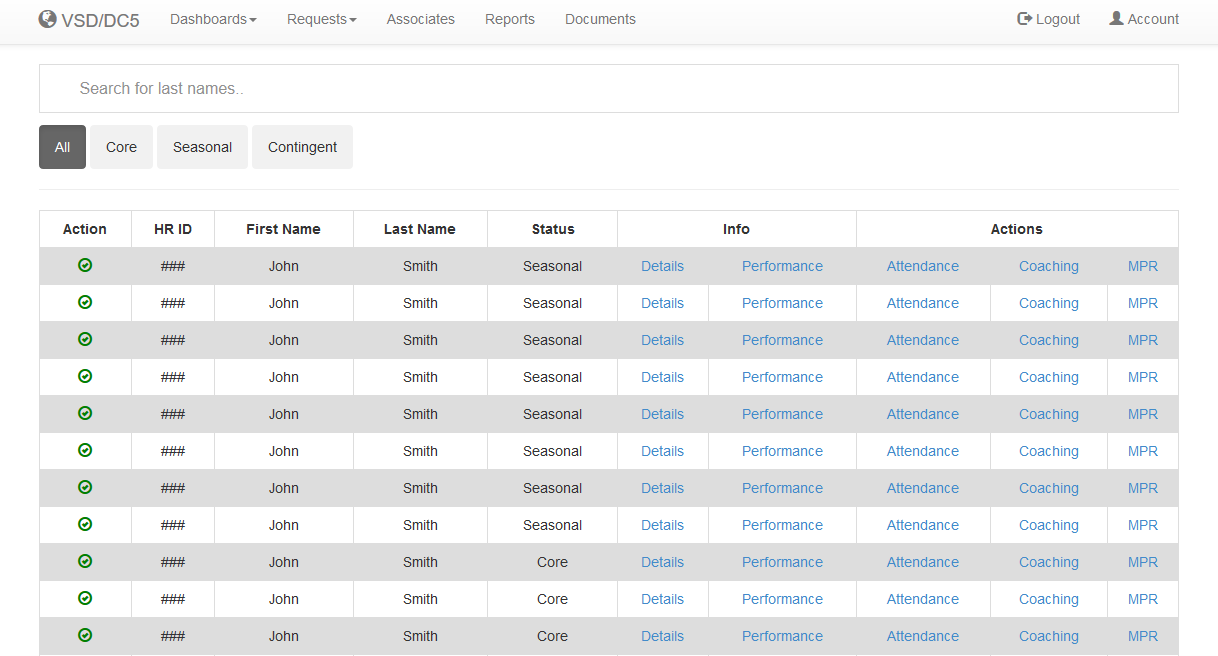 VSD/DC5 Dashboards Requests Associates Reports Documents Logout Account
Search for last names..
All Core Seasonal Contingent
Action HR ID First Name Last Name Status Info Actions
### John Smith Seasonal Details Performance Attendance Coaching MPR
### John Smith Seasonal Details Performance Attendance Coaching MPR
### John Smith Seasonal Details Performance Attendance Coaching MPR
### John Smith Seasonal Details Performance Attendance Coaching MPR
### John Smith Seasonal Details Performance Attendance Coaching MPR
### John Smith Seasonal Details Performance Attendance Coaching MPR
### John Smith Seasonal Details Performance Attendance Coaching MPR
### John Smith Seasonal Details Performance Attendance Coaching MPR
### John Smith Core Details Performance Attendance Coaching MPR
### John Smith Core Details Performance Attendance Coaching MPR
### John Smith Core Details Performance Attendance Coaching MPR